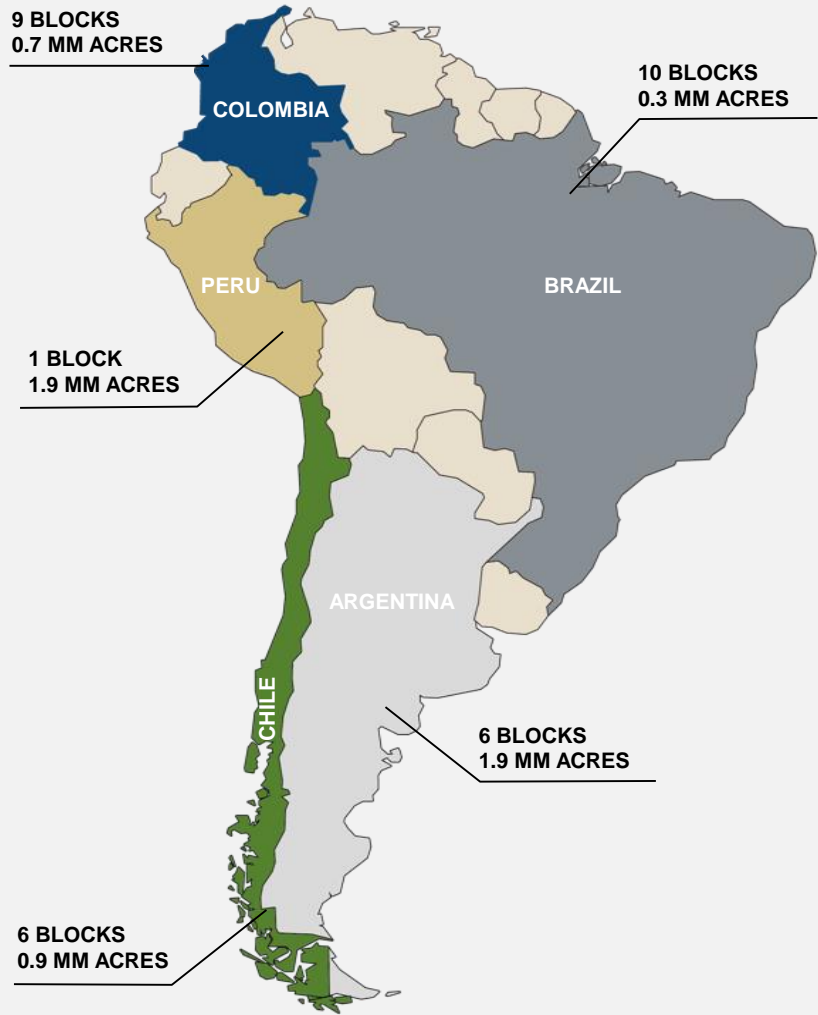 9 BLOCKS
0.7 MM ACRES
10 BLOCKS
0.3 MM ACRES
COLOMBIA
PERU
BRAZIL
1 BLOCK
1.9 MM ACRES
ARGENTINA
CHILE
6 BLOCKS
1.9 MM ACRES
6 BLOCKS
0.9 MM ACRES